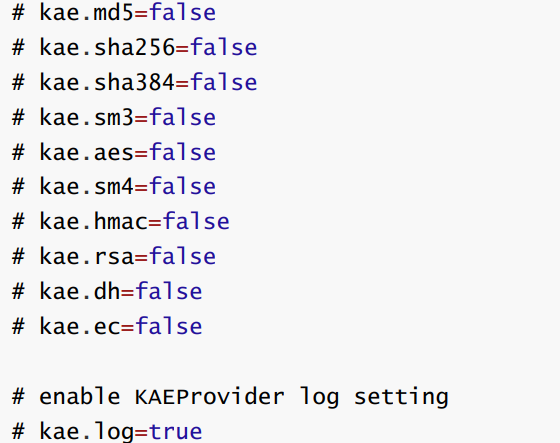 # kae.md5=false
# kae.sha256=false
# kae.sha384=false
# kae.sm3=false
# kae.aes=false
# kae.sm4=false
# kae.hmac=false
# kae.rsa=false
# kae.dh=false
# kae.ec=false
# enable KAEProvider log setting
# kae.log=true